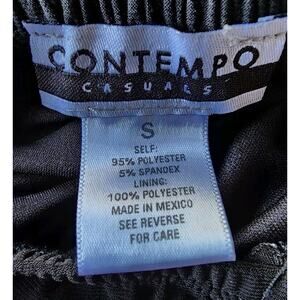 CONTEMPO
CASUALS
S
SELF:
95% POLYESTER
5% SPANDEX
LINING:
100% POLYESTER
MADE IN MEXICO
SEE REVERSE
FOR CARE